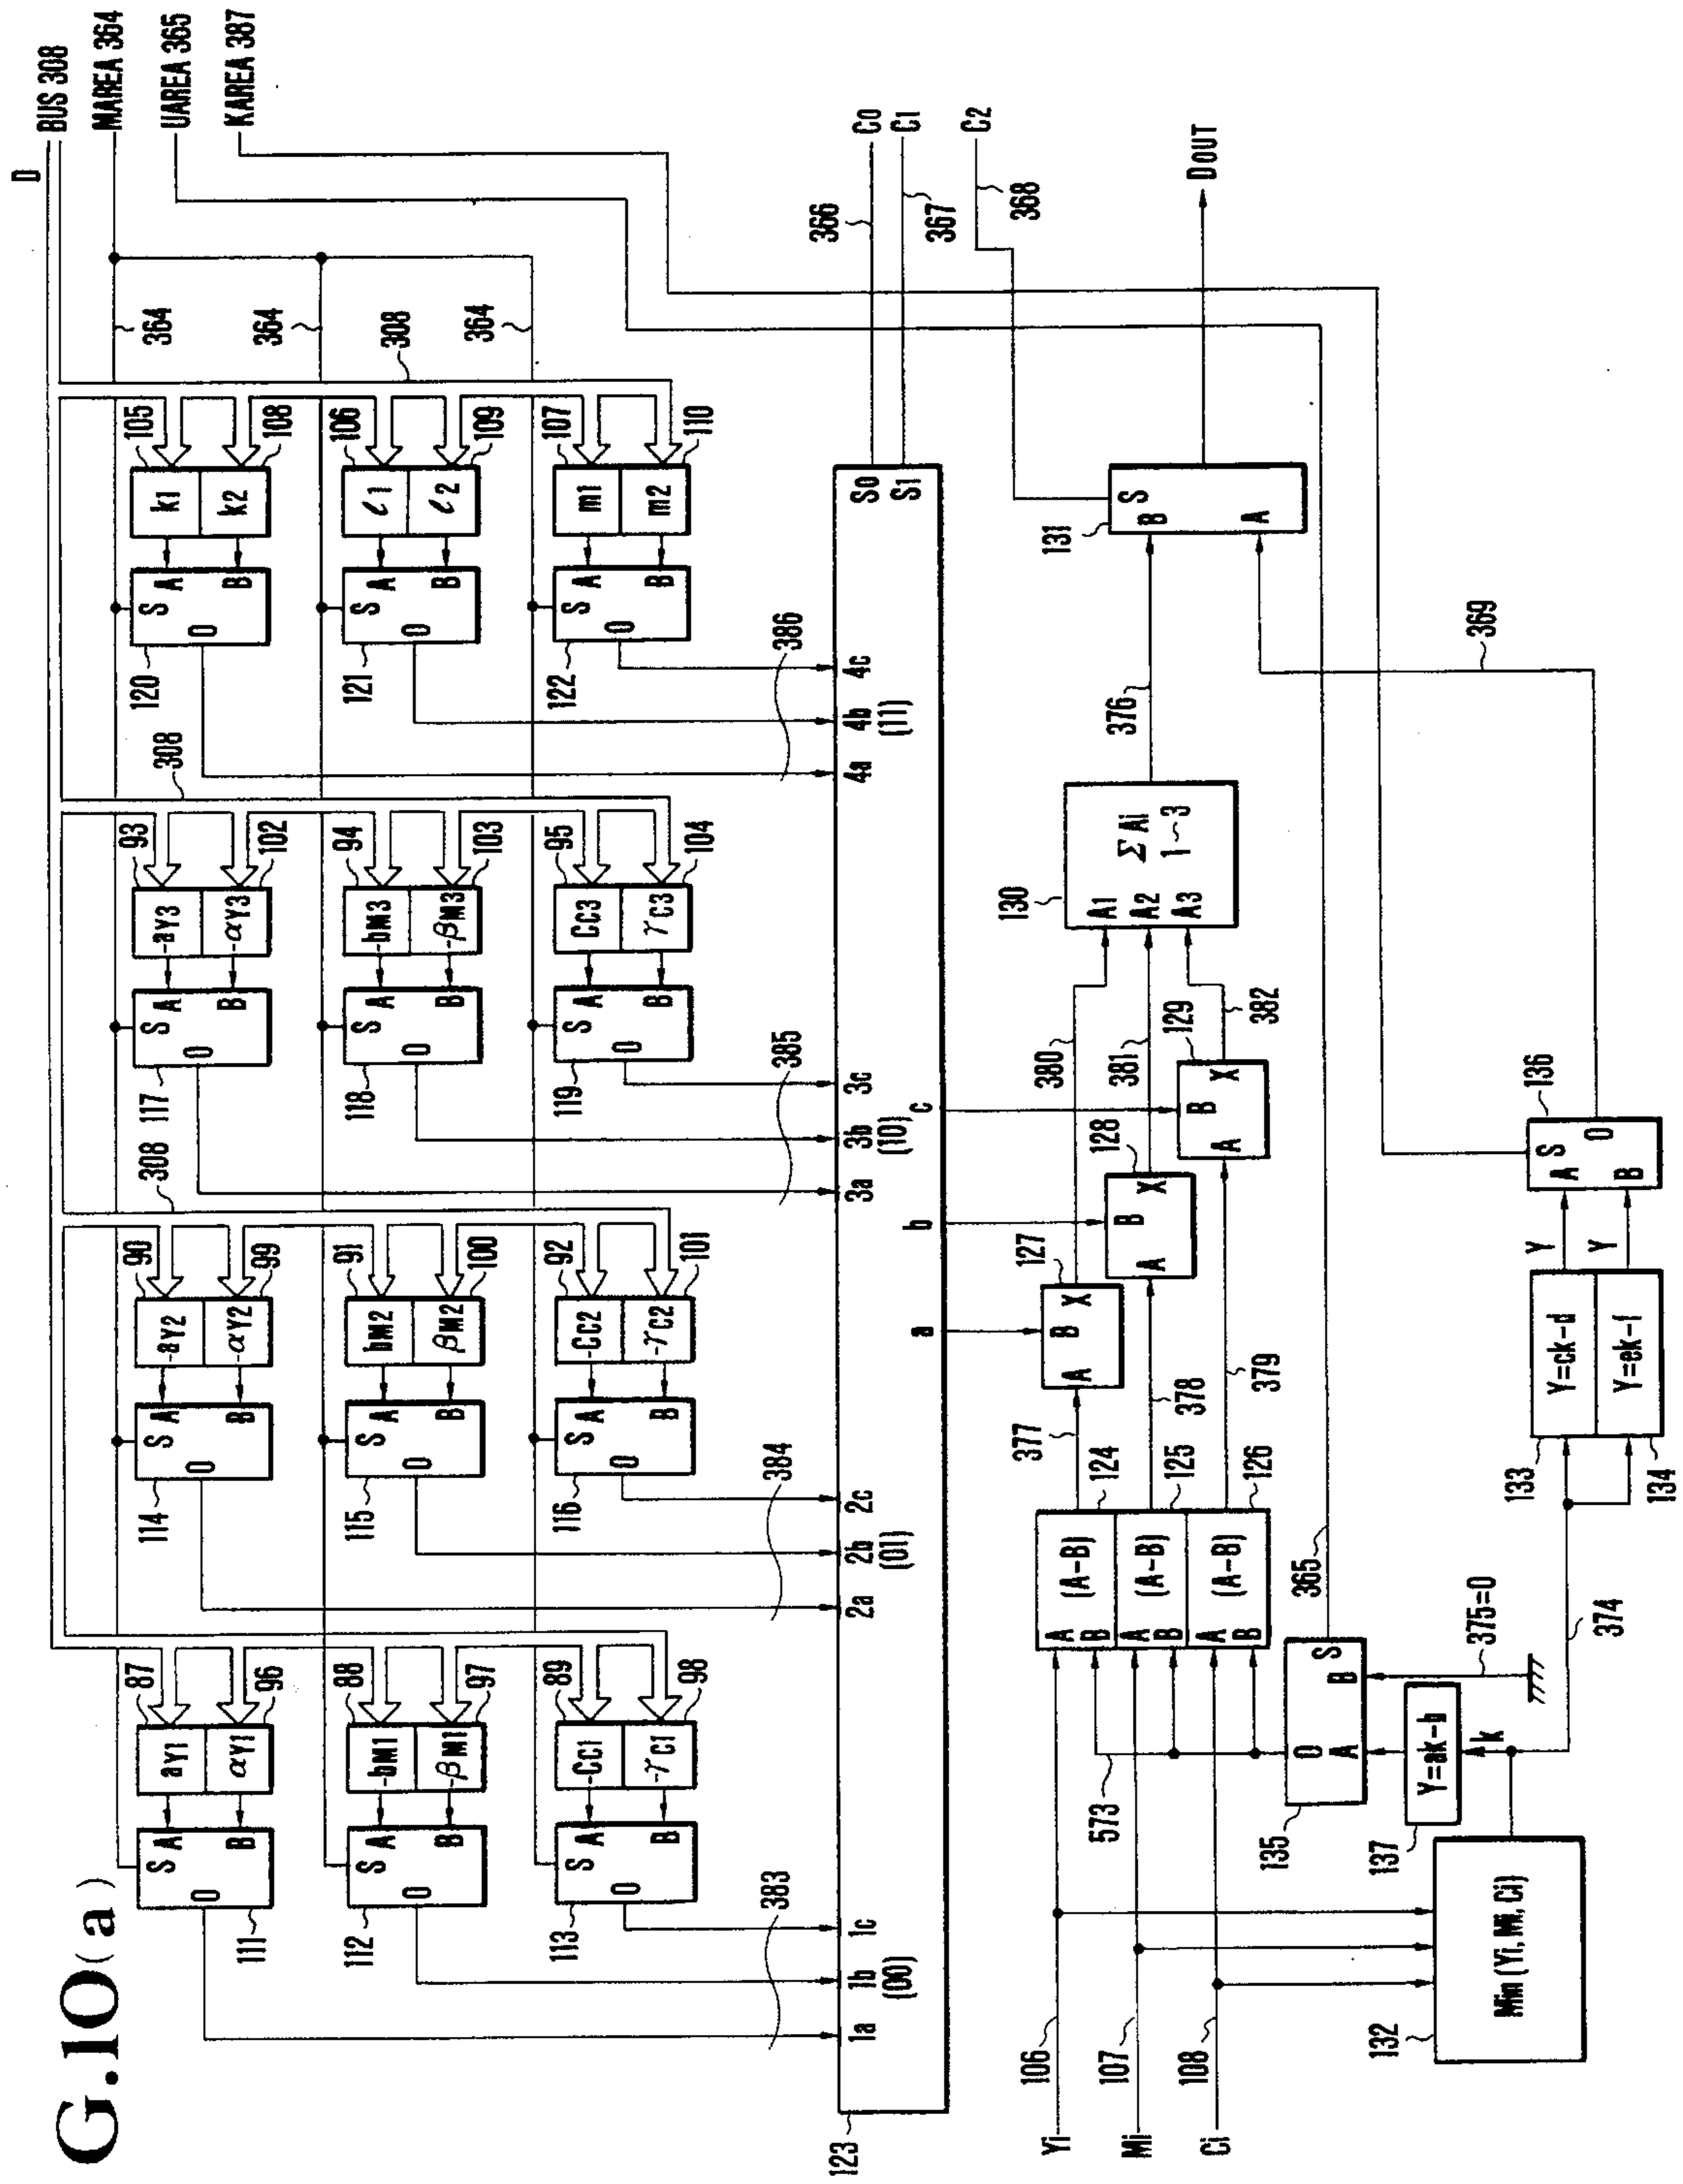 G.10(a)
D
BUS 308
MAREA 364
UAREA 365
KAREA 387
364
364
364
308
308
308
87
aY1
αY1
96
S A
O B
111
88
-bM1
-βM1
97
S A
O B
112
89
-CC1
-γC1
98
S A
O B
113
383
90
-aY2
-αY2
99
S A
O B
114
91
bM2
βM2
100
S A
O B
115
92
-CC2
-γC2
101
S A
O B
116
384
93
-aY3
-αY3
102
S A
O B
117
94
-bM3
-βM3
103
S A
O B
118
95
CC3
γC3
104
S A
O B
119
385
105
k1
k2
108
S A
O B
120
106
ℓ1
ℓ2
109
S A
O B
121
107
m1
m2
110
S A
O B
122
386
1a 1b 1c
(00)
2a 2b 2c
(01)
3a 3b 3c
(10)
4a 4b 4c
(11)
S0
S1
123
a
b
c
366
C0
367
C1
368
C2
Yi
106
Mi
107
Ci
108
A
B
(A-B)
124
A
B
(A-B)
125
A
B
(A-B)
126
377
378
379
127
A B X
128
A B X
129
A B X
380
381
382
130
A1
A2
A3
ΣAi
1~3
376
131
B S
A
DOUT
573
135
O S
A B
365
375=0
137
Y=ak-b
k
132
Min (Yi, Mi, Ci)
374
133
Y=ck-d
Y=ek-f
134
Y
Y
136
A S
B O
369